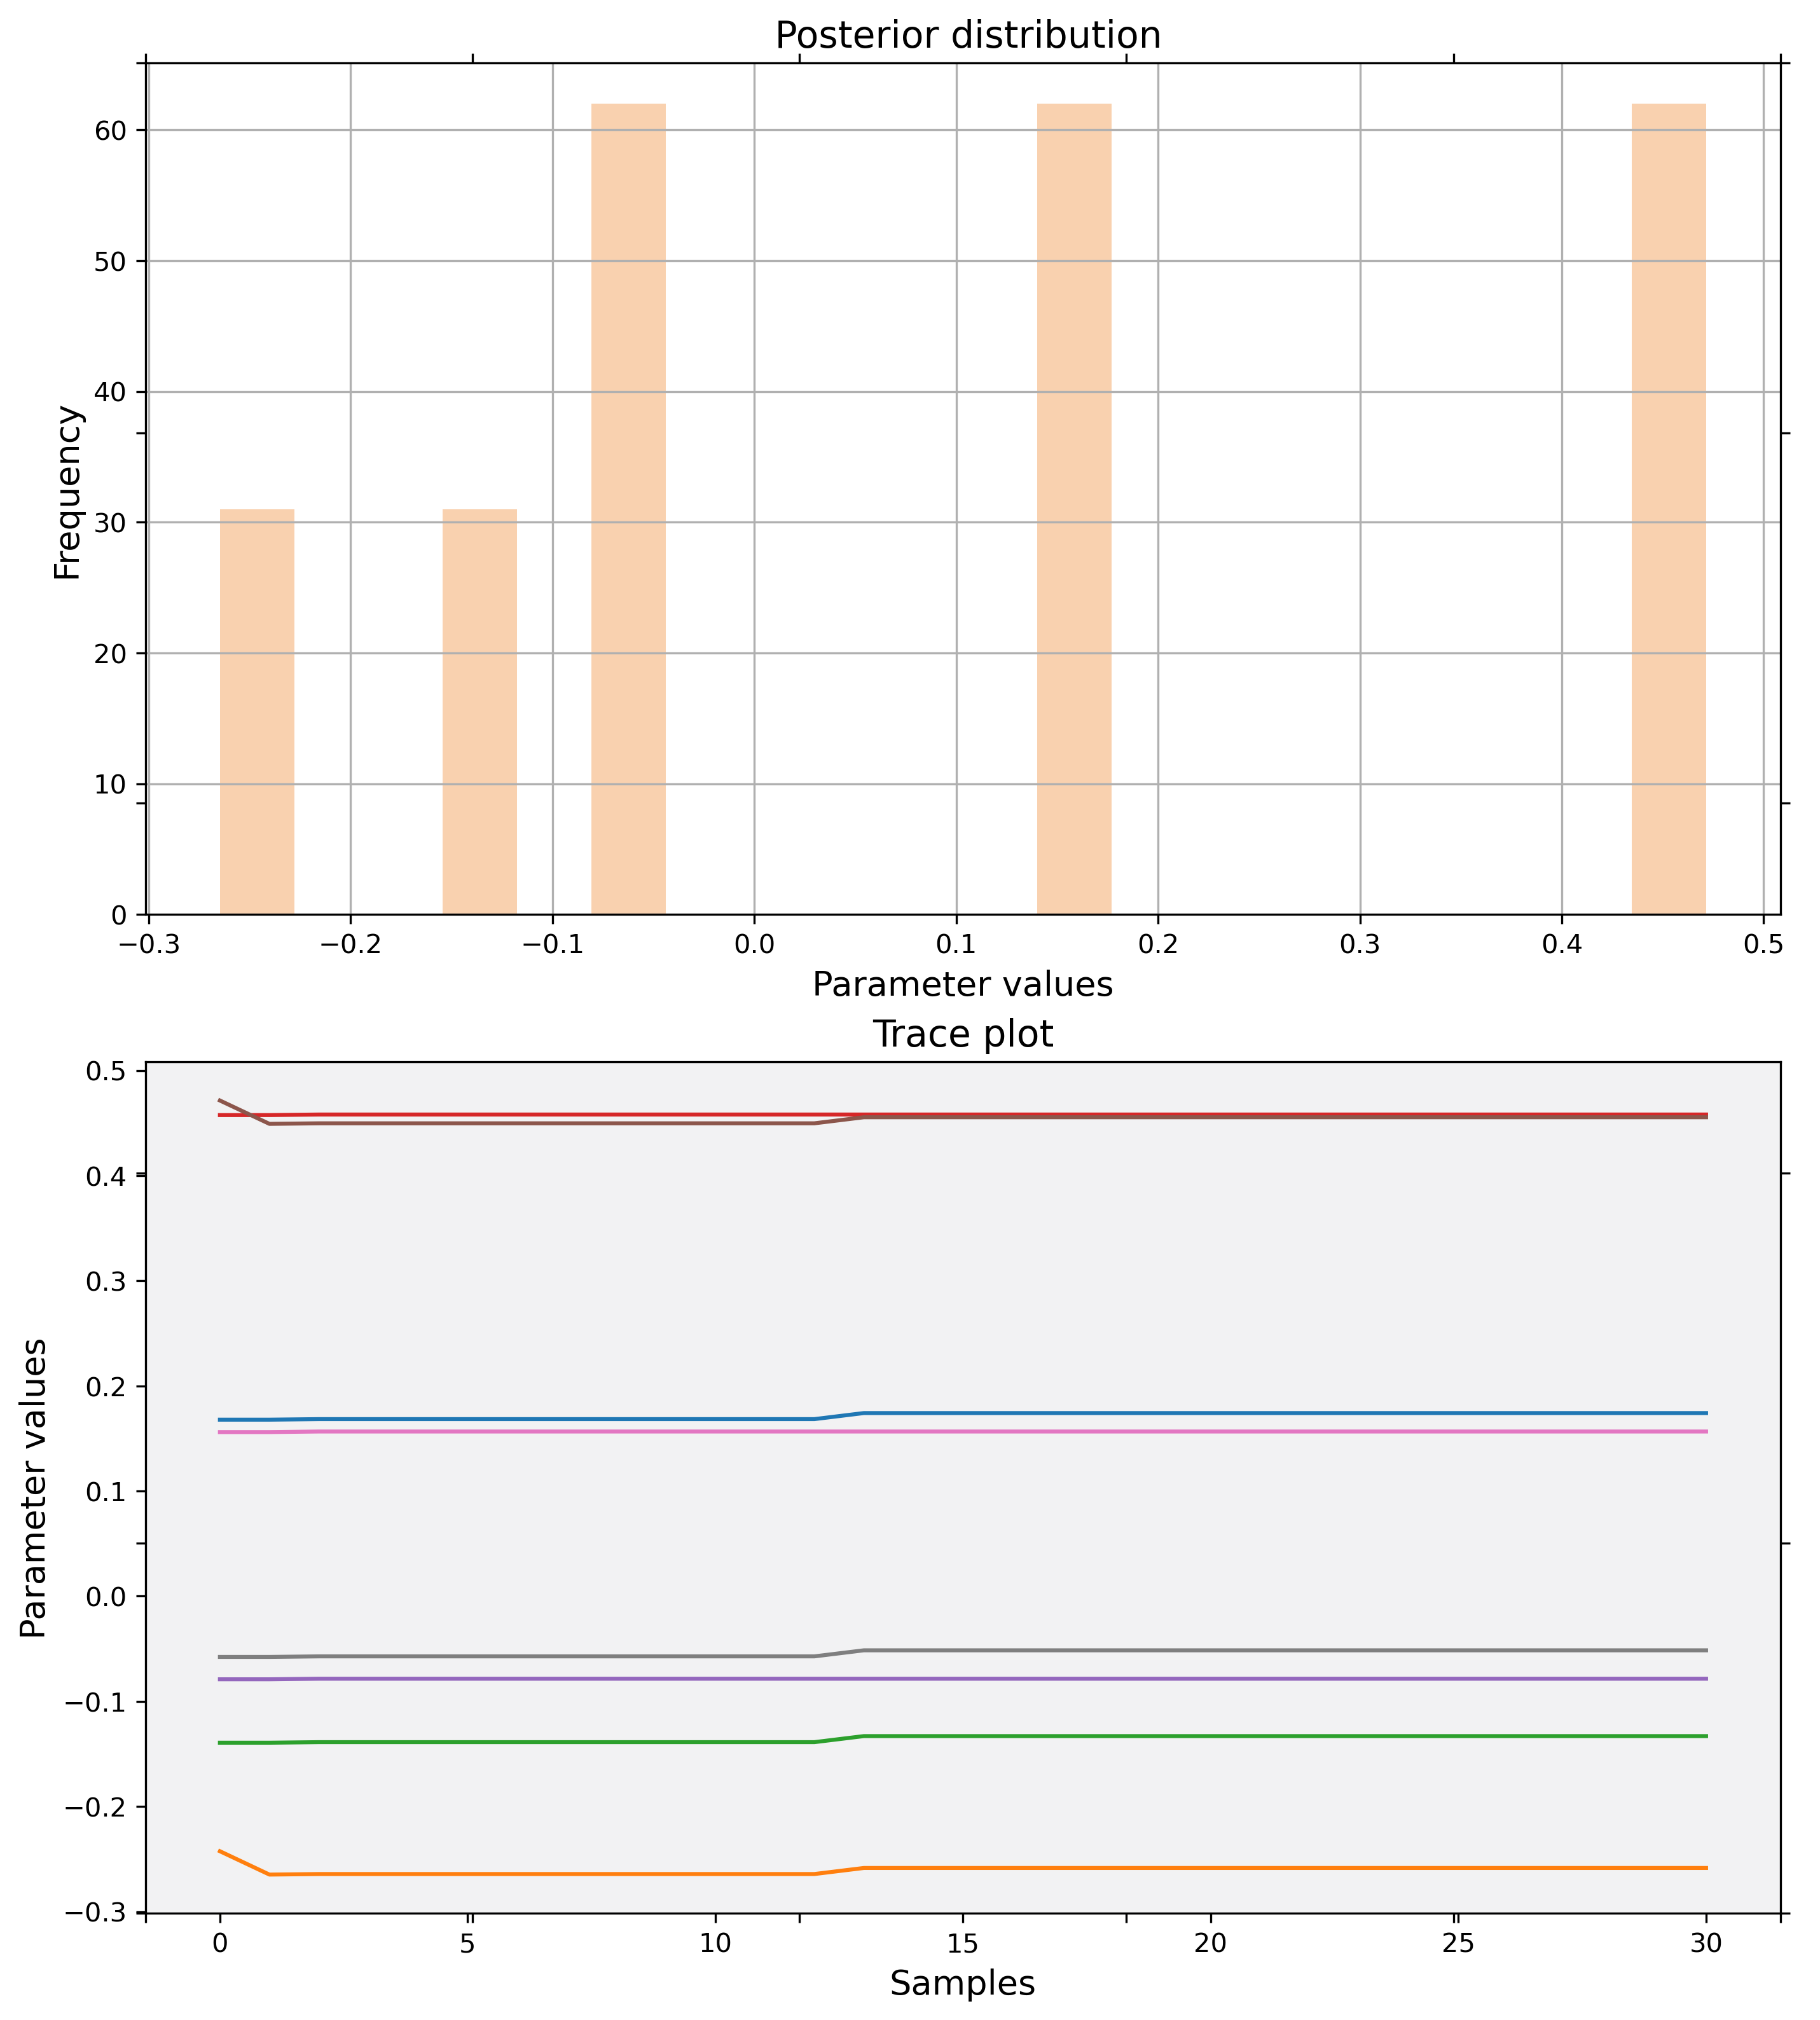 Posterior distribution
Frequency
60
50
40
30
20
10
0
−0.3 −0.2 −0.1 0.0 0.1 0.2 0.3 0.4 0.5
Parameter values
Trace plot
Parameter values
0.5
0.4
0.3
0.2
0.1
0.0
−0.1
−0.2
−0.3
0 5 10 15 20 25 30
Samples